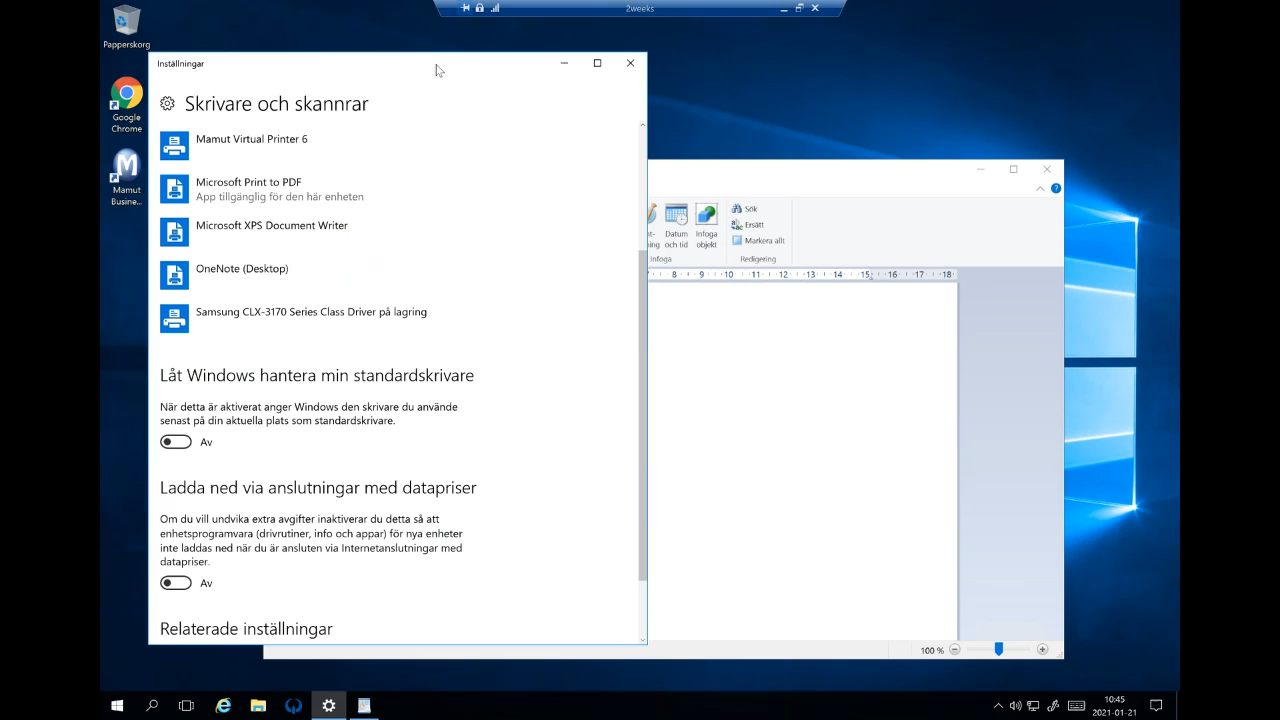 2weeks
Papperskorg
Google
Chrome
Mamut
Busine...
Inställningar
Skrivare och skannrar
Mamut Virtual Printer 6
Microsoft Print to PDF
App tillgänglig för den här enheten
Microsoft XPS Document Writer
OneNote (Desktop)
Samsung CLX-3170 Series Class Driver på lagring
Låt Windows hantera min standardskrivare
När detta är aktiverat anger Windows den skrivare du använde
senast på din aktuella plats som standardskrivare.
Av
Ladda ned via anslutningar med datapriser
Om du vill undvika extra avgifter inaktiverar du detta så att
enhetsprogramvara (drivrutiner, info och appar) för nya enheter
inte laddas ned när du är ansluten via Internetanslutningar med
datapriser.
Av
Relaterade inställningar
Datum
och tid
Infoga
objekt
Infoga
Sök
Ersätt
Markera allt
Redigering
8 9 10 11 12 13 14 15 16 17 18
100 %
10:45
2021-01-21